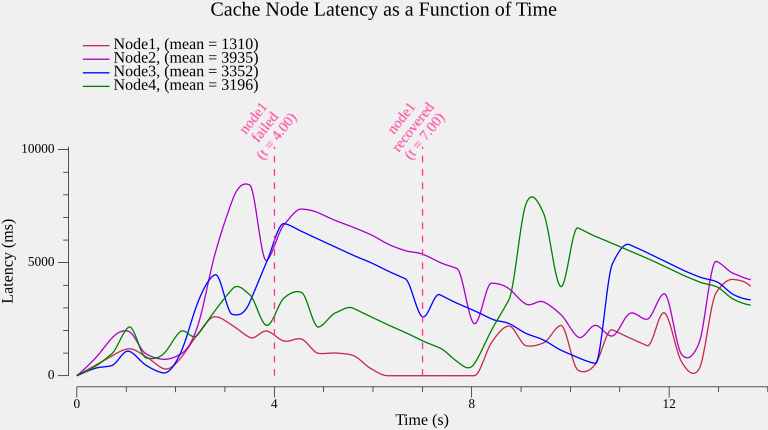 Cache Node Latency as a Function of Time
Node1, (mean = 1310)
Node2, (mean = 3935)
Node3, (mean = 3352)
Node4, (mean = 3196)
node1
failed
(t = 4.00)
node1
recovered
(t = 7.00)
10000
5000
0
Latency (ms)
0
4
8
12
Time (s)